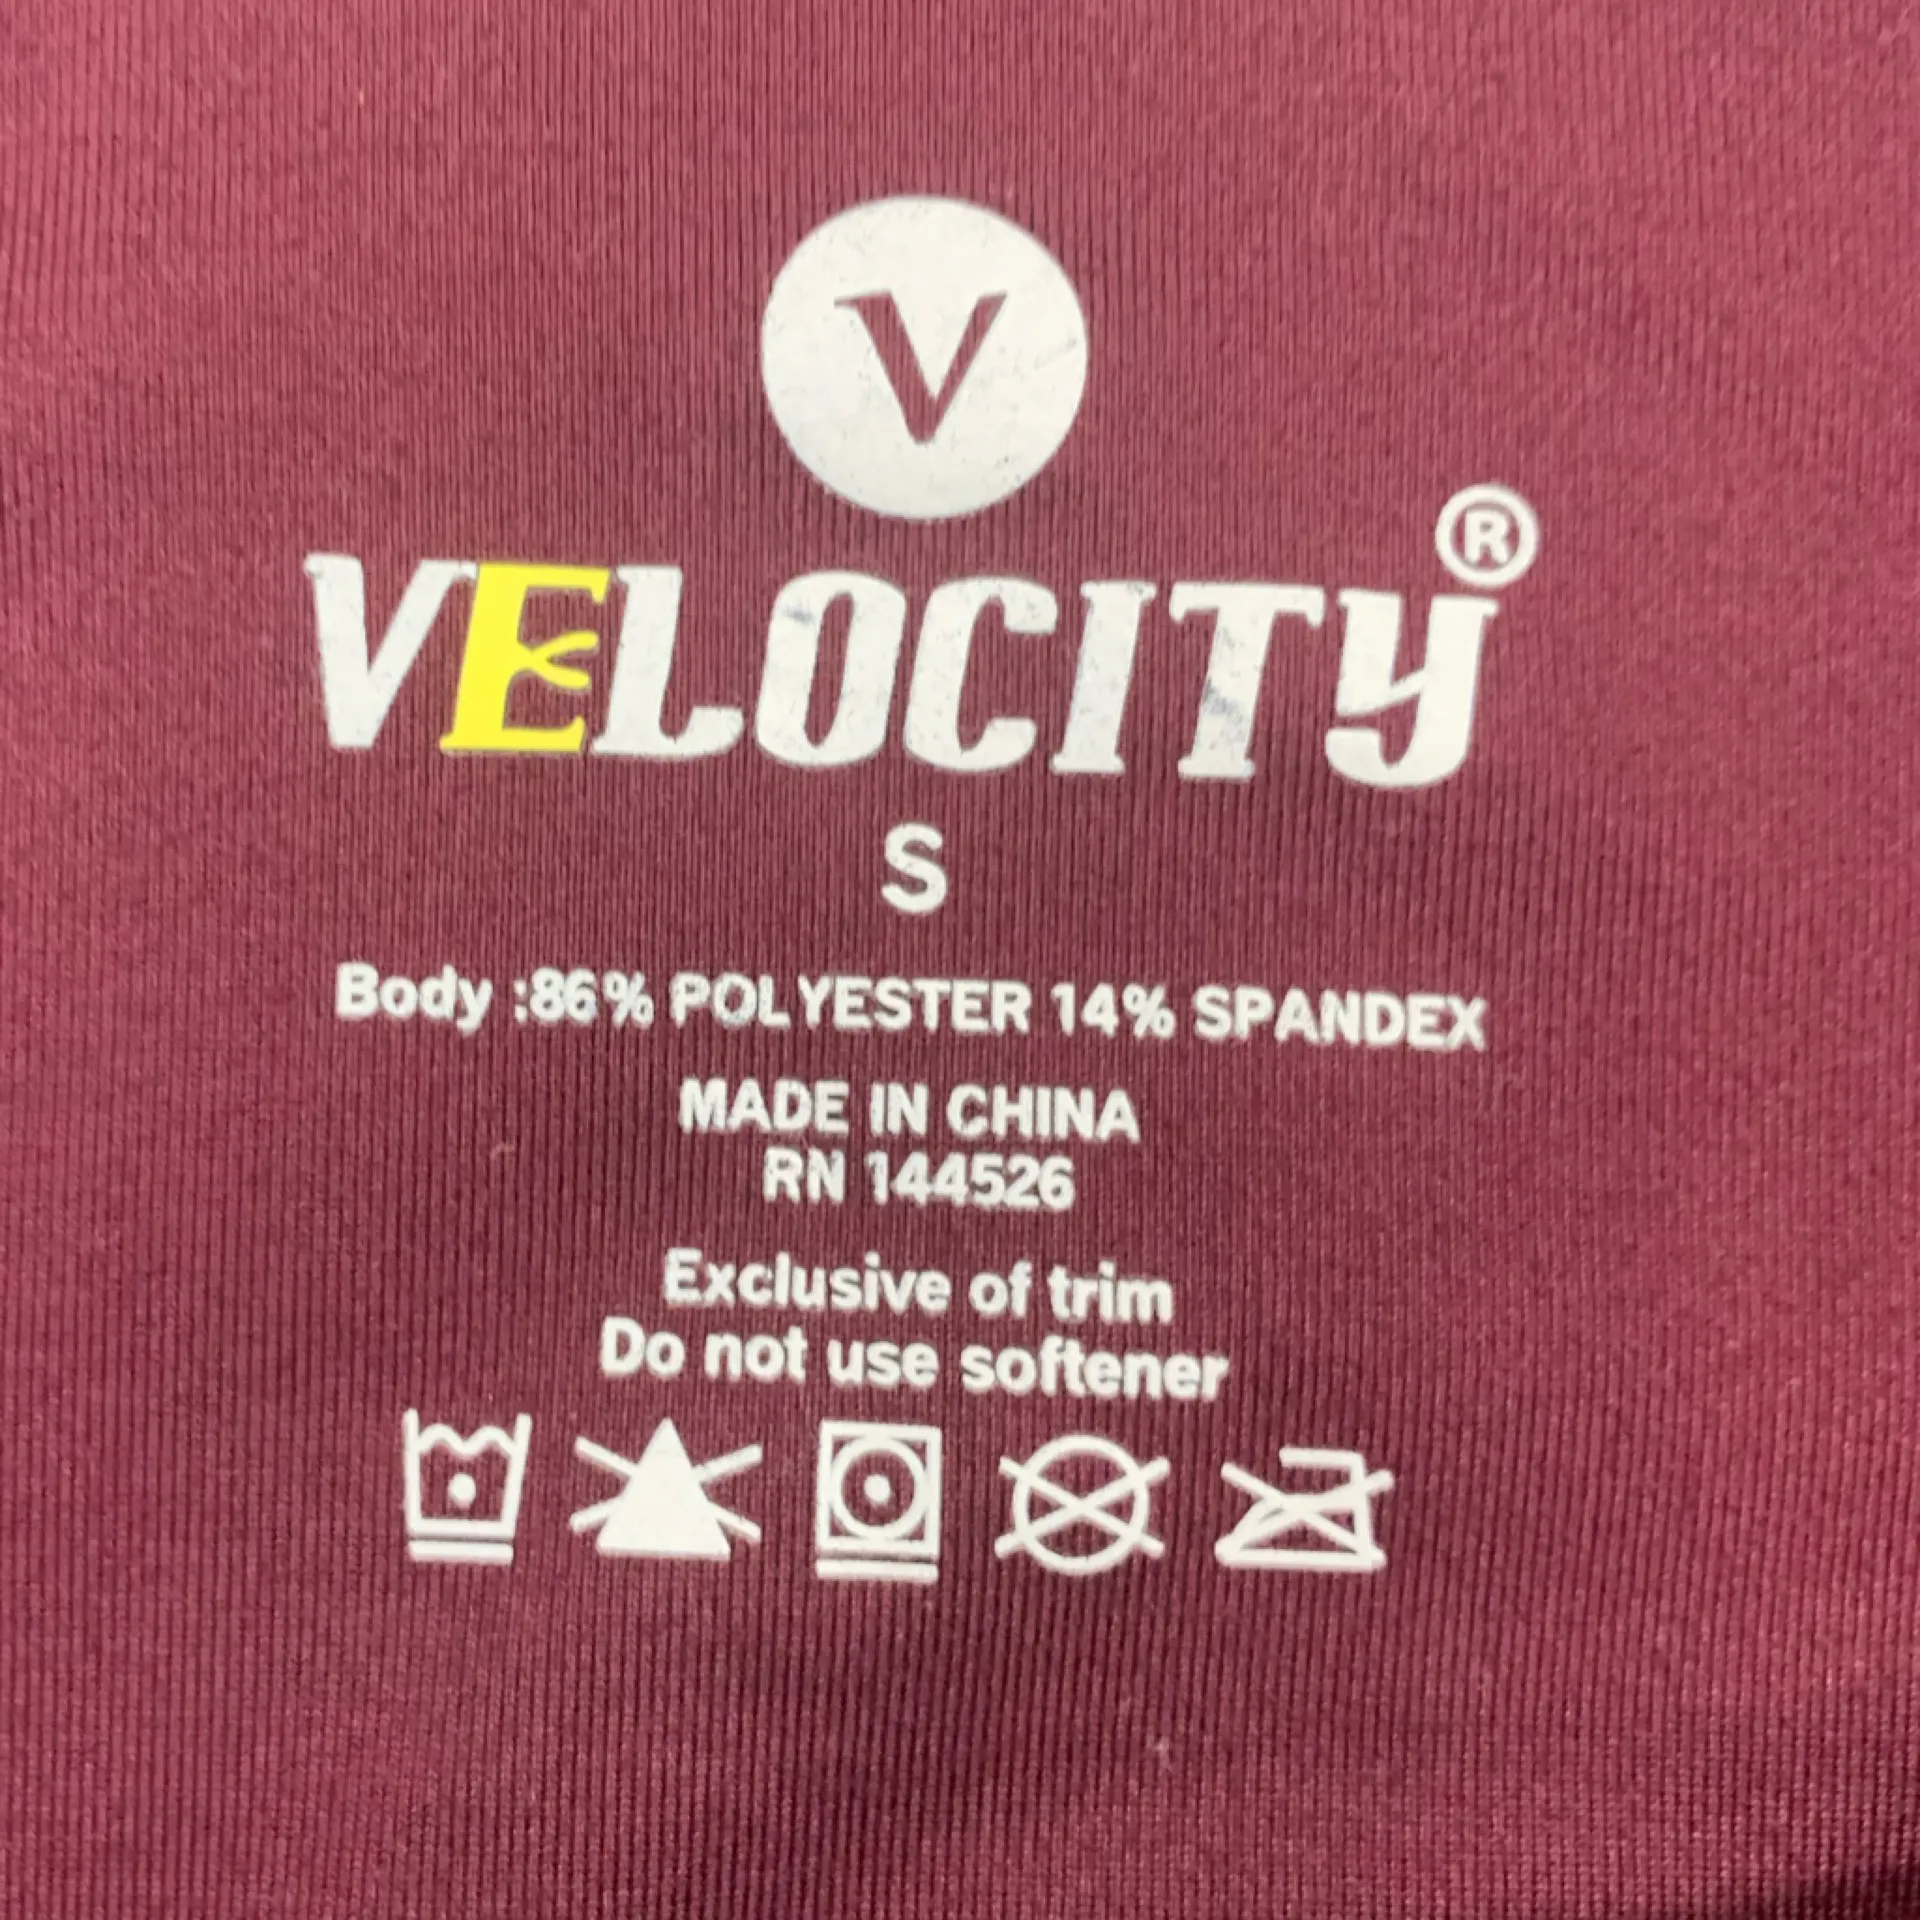 V
VELOCITY®
S
Body :86% POLYESTER 14% SPANDEX
MADE IN CHINA
RN 144526
Exclusive of trim
Do not use softener